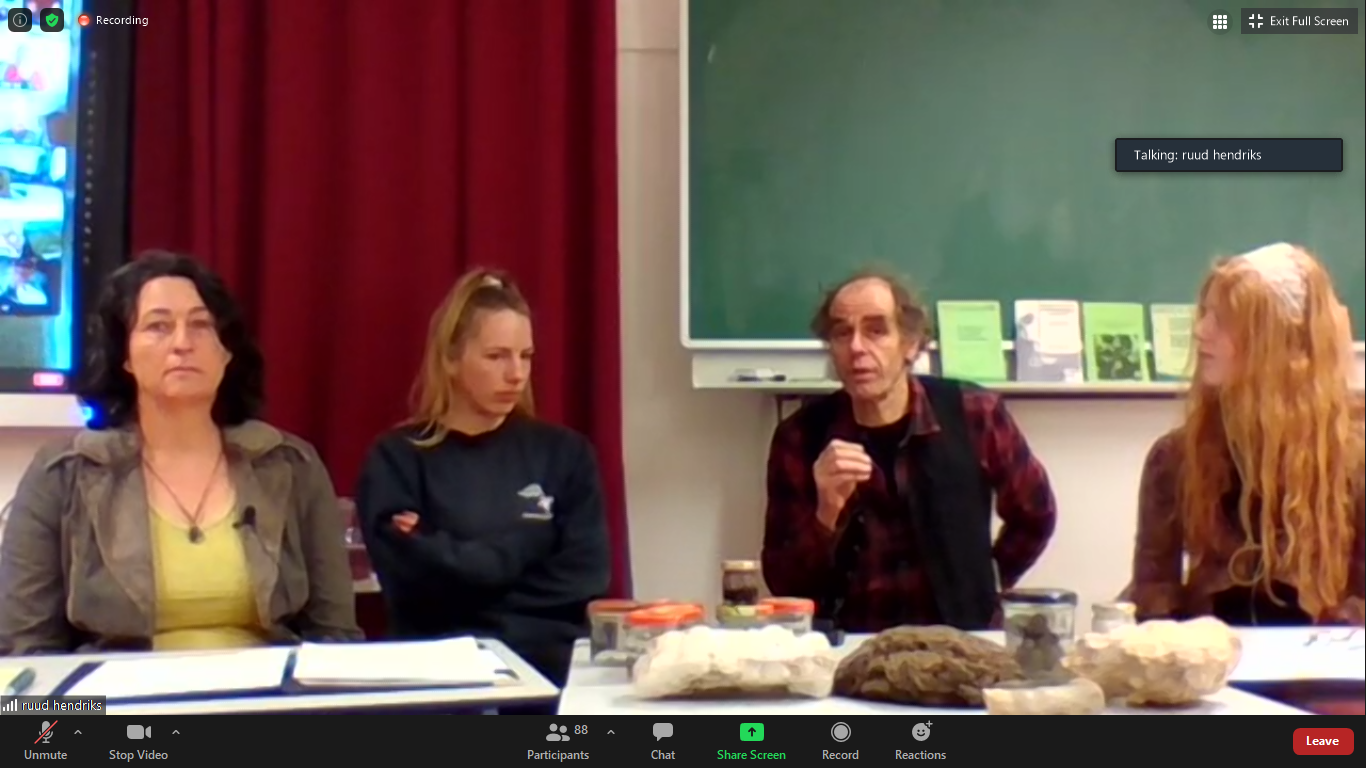 Recording
Exit Full Screen
Talking: ruud hendriks
ruud hendriks
Unmute
Stop Video
Participants
88
Chat
Share Screen
Record
Reactions
Leave